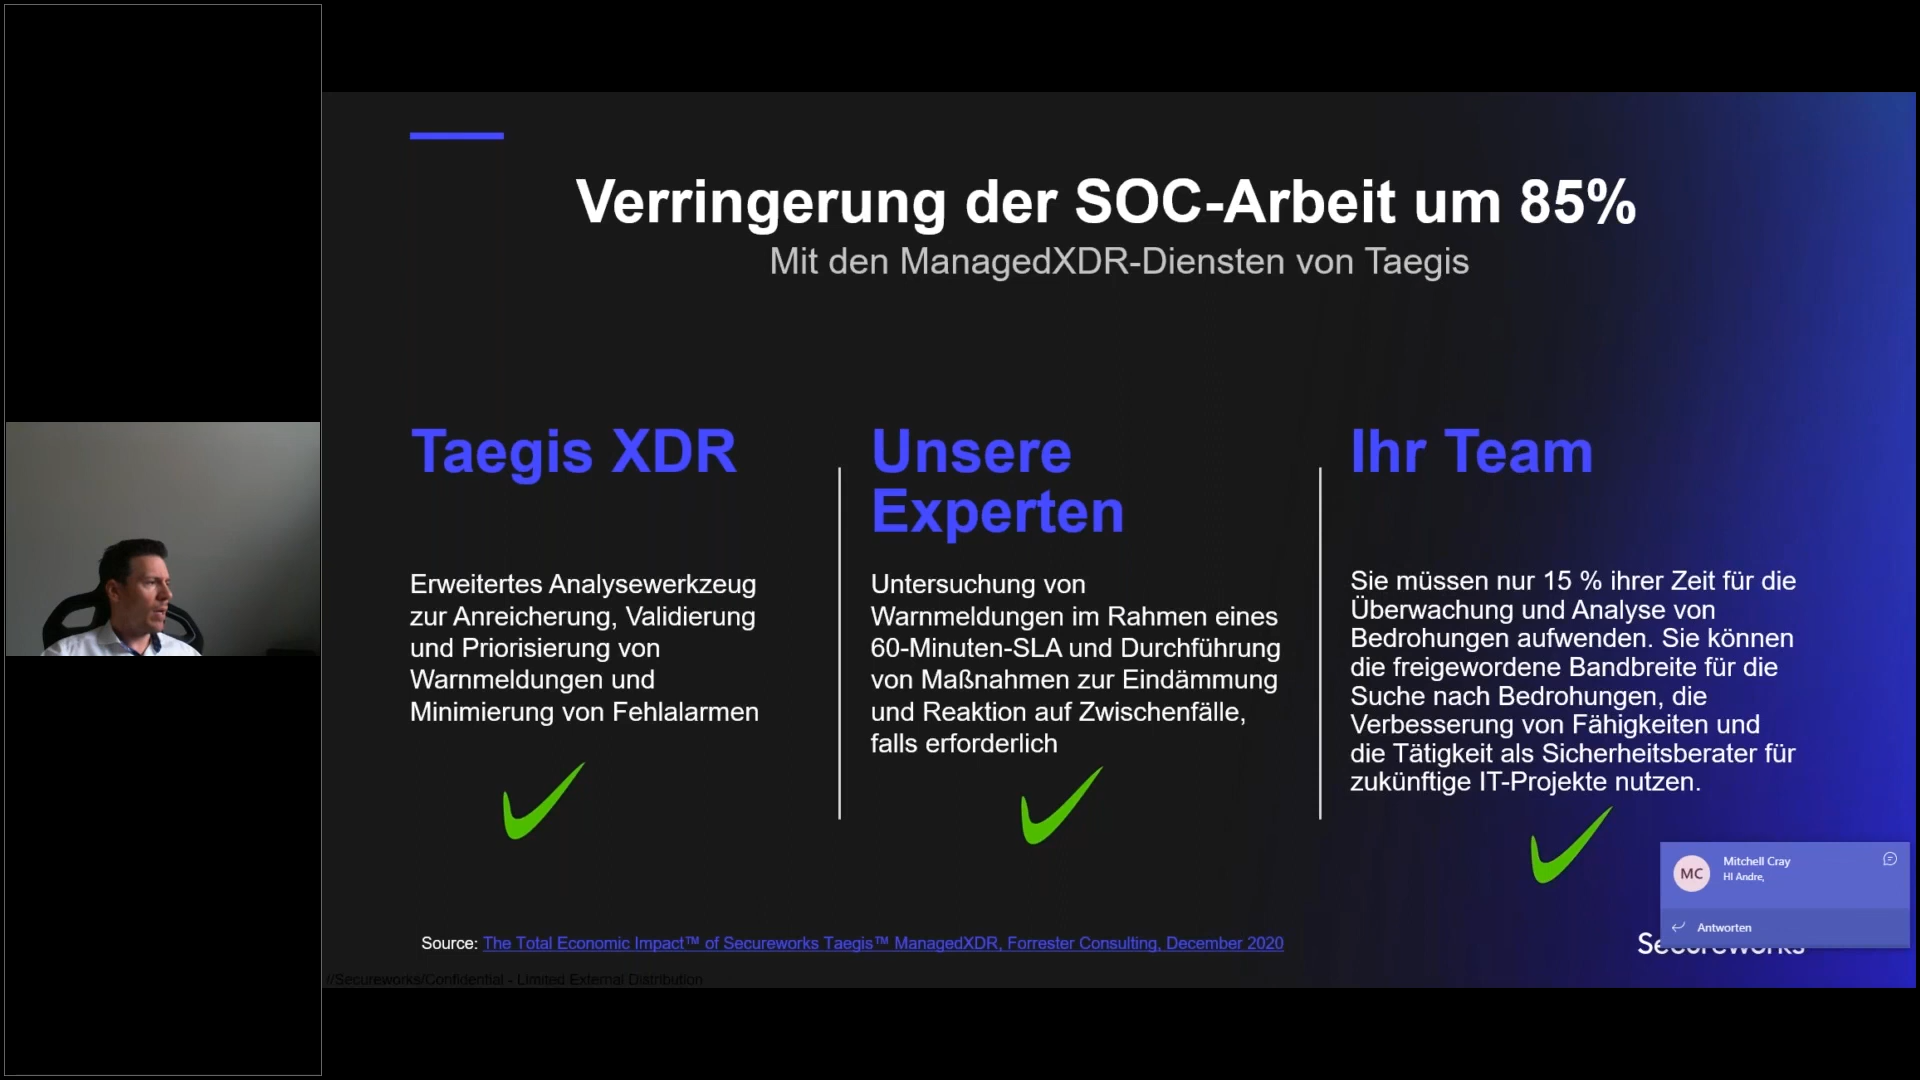 Verringerung der SOC-Arbeit um 85%
Mit den ManagedXDR-Diensten von Taegis
Taegis XDR
Erweitertes Analysewerkzeug
zur Anreicherung, Validierung
und Priorisierung von
Warnmeldungen und
Minimierung von Fehlalarmen
Unsere
Experten
Untersuchung von
Warnmeldungen im Rahmen eines
60-Minuten-SLA und Durchführung
von Maßnahmen zur Eindämmung
und Reaktion auf Zwischenfälle,
falls erforderlich
Ihr Team
Sie müssen nur 15 % ihrer Zeit für die
Überwachung und Analyse von
Bedrohungen aufwenden. Sie können
die freigewordene Bandbreite für die
Suche nach Bedrohungen, die
Verbesserung von Fähigkeiten und
die Tätigkeit als Sicherheitsberater für
zukünftige IT-Projekte nutzen.
MC
Mitchell Cray
HI Andre,
Antworten
Source: The Total Economic Impact™ of Secureworks Taegis™ ManagedXDR, Forrester Consulting, December 2020
Secureworks
//Secureworks/Confidential - Limited External Distribution